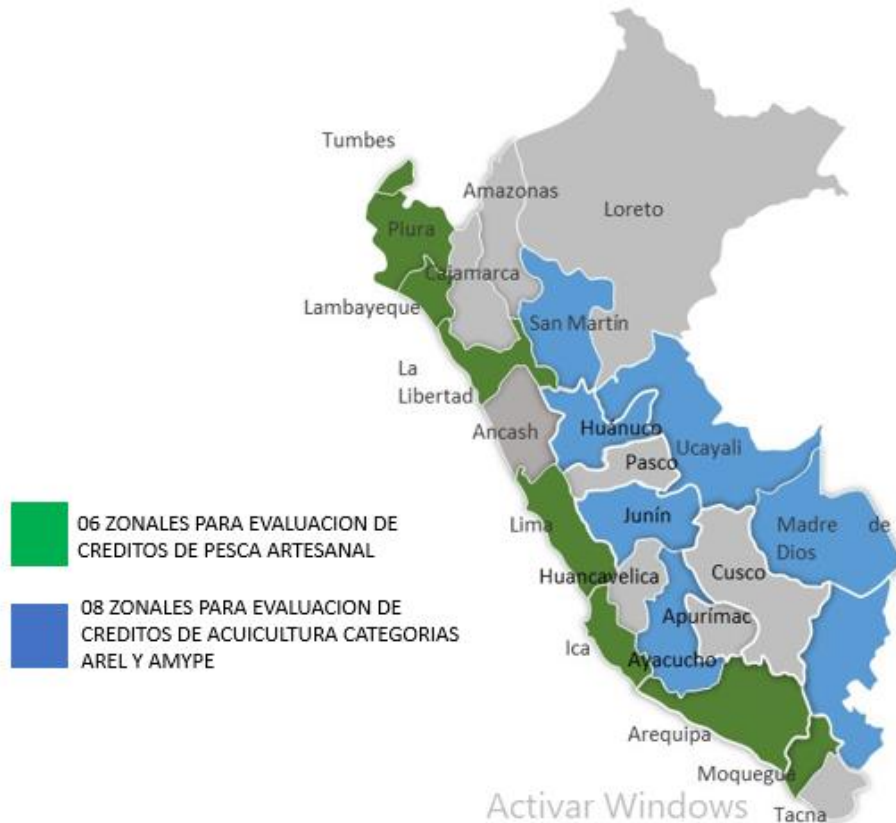 Tumbes
Amazonas
Loreto
Piura
Cajamarca
Lambayeque
San Martín
La
Libertad
Ancash
Huánuco
Ucayali
Pasco
06 ZONALES PARA EVALUACION DE
CREDITOS DE PESCA ARTESANAL
Lima
Junín
Madre de
Dios
Huancavelica
Cusco
08 ZONALES PARA EVALUACION DE
CREDITOS DE ACUICULTURA CATEGORIAS
AREL Y AMYPE
Apurímac
Ica
Ayacucho
Arequipa
Moquegua
Activar Windows
Tacna